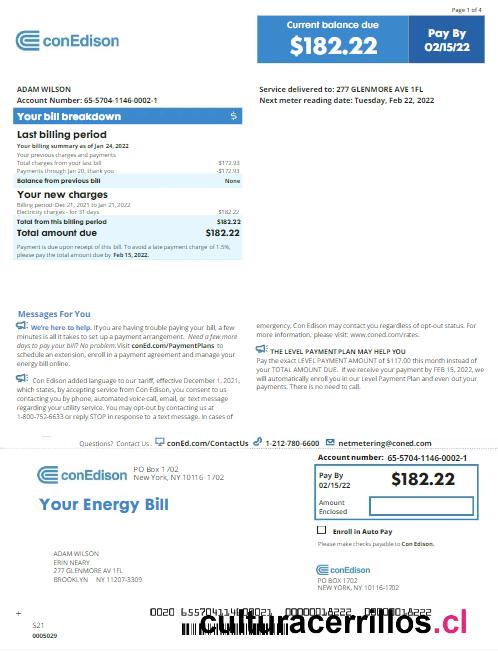 Page 1 of 4
conEdison
Current balance due
$182.22
Pay By
02/15/22
ADAM WILSON
Account Number: 65-5704-1146-0002-1
Service delivered to: 277 GLENMORE AVE 1FL
Next meter reading date: Tuesday, Feb 22, 2022
Your bill breakdown $
Last billing period
Your billing summary as of Jan 24, 2022
Your previous charges and payments
Total charges from your last bill $172.93
Payments through Jan 20, thank you -$172.93
Balance from previous bill None
Your new charges
Billing period: Dec 21, 2021 to Jan 21, 2022
Electricity charges - for 31 days $182.22
Total from this billing period $182.22
Total amount due $182.22
Payment is due upon receipt of this bill. To avoid a late payment charge of 1.5%,
please pay the total amount due by Feb 15, 2022.
Messages For You
We're here to help. If you are having trouble paying your bill, a few
minutes is all it takes to set up a payment arrangement. Need a few more
days to pay your bill? No problem. Visit conEd.com/PaymentPlans to
schedule an extension, enroll in a payment agreement and manage your
energy bill online.
Con Edison added language to our tariff, effective December 1, 2021,
which states, by accepting service from Con Edison, you consent to us
contacting you by phone, automated voice call, email, or text message
regarding your utility service. You may opt-out by contacting us at
1-800-752-6633 or reply STOP in response to a text message. In cases of
emergency, Con Edison may contact you regardless of opt-out status. For
more information, please visit: www.coned.com/rates.
THE LEVEL PAYMENT PLAN MAY HELP YOU
Pay the exact LEVEL PAYMENT AMOUNT of $117.00 this month instead of
your TOTAL AMOUNT DUE. If we receive your payment by FEB 15, 2022, we
will automatically enroll you in our Level Payment Plan and even out your
payments. There is no need to call.
Questions? Contact Us. conEd.com/ContactUs 1-212-780-6600 netmetering@coned.com
conEdison
PO Box 1702
New York, NY 10116-1702
Your Energy Bill
Account number: 65-5704-1146-0002-1
Pay By
02/15/22
$182.22
Amount
Enclosed
Enroll in Auto Pay
Please make checks payable to Con Edison.
ADAM WILSON
ERIN NEARY
277 GLENMORE AV 1FL
BROOKLYN NY 11207-3309
conEdison
PO BOX 1702
NEW YORK, NY 10116-1702
+
S21
0005029
culturacerrillos.cl